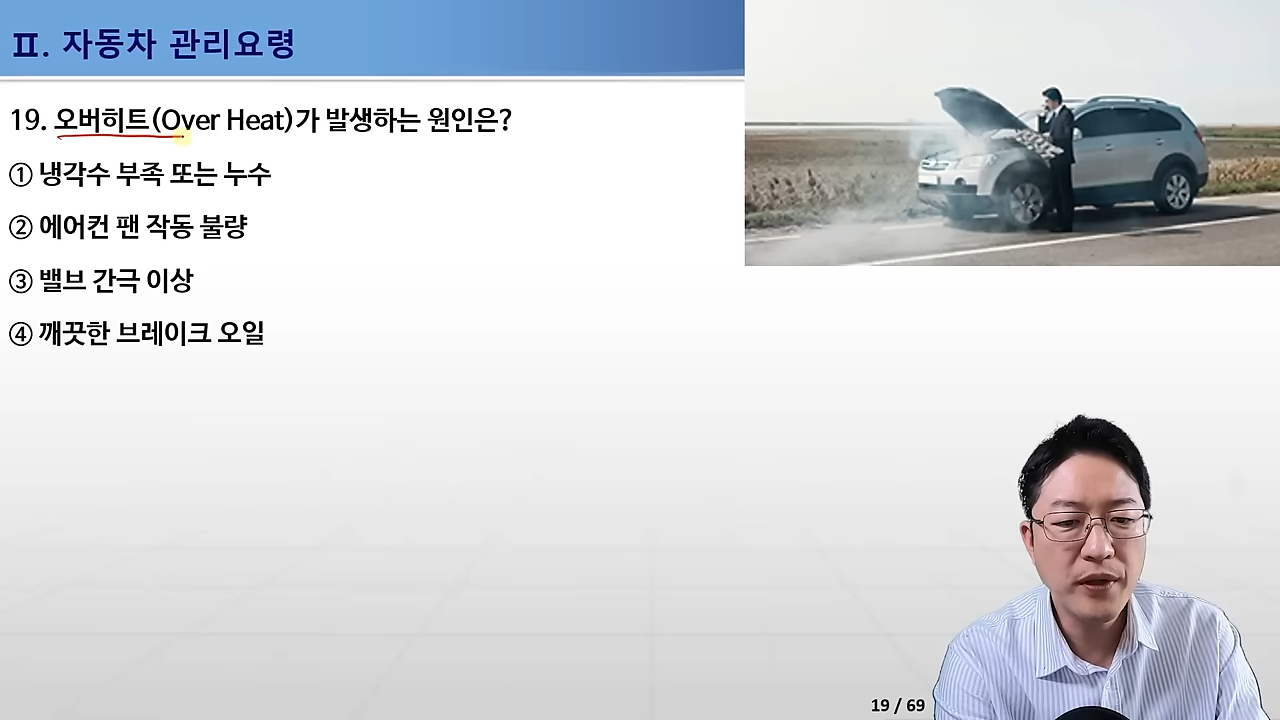 Ⅱ. 자동차 관리요령
19. 오버히트(Over Heat)가 발생하는 원인은?
① 냉각수 부족 또는 누수
② 에어컨 팬 작동 불량
③ 밸브 간극 이상
④ 깨끗한 브레이크 오일
19 / 69